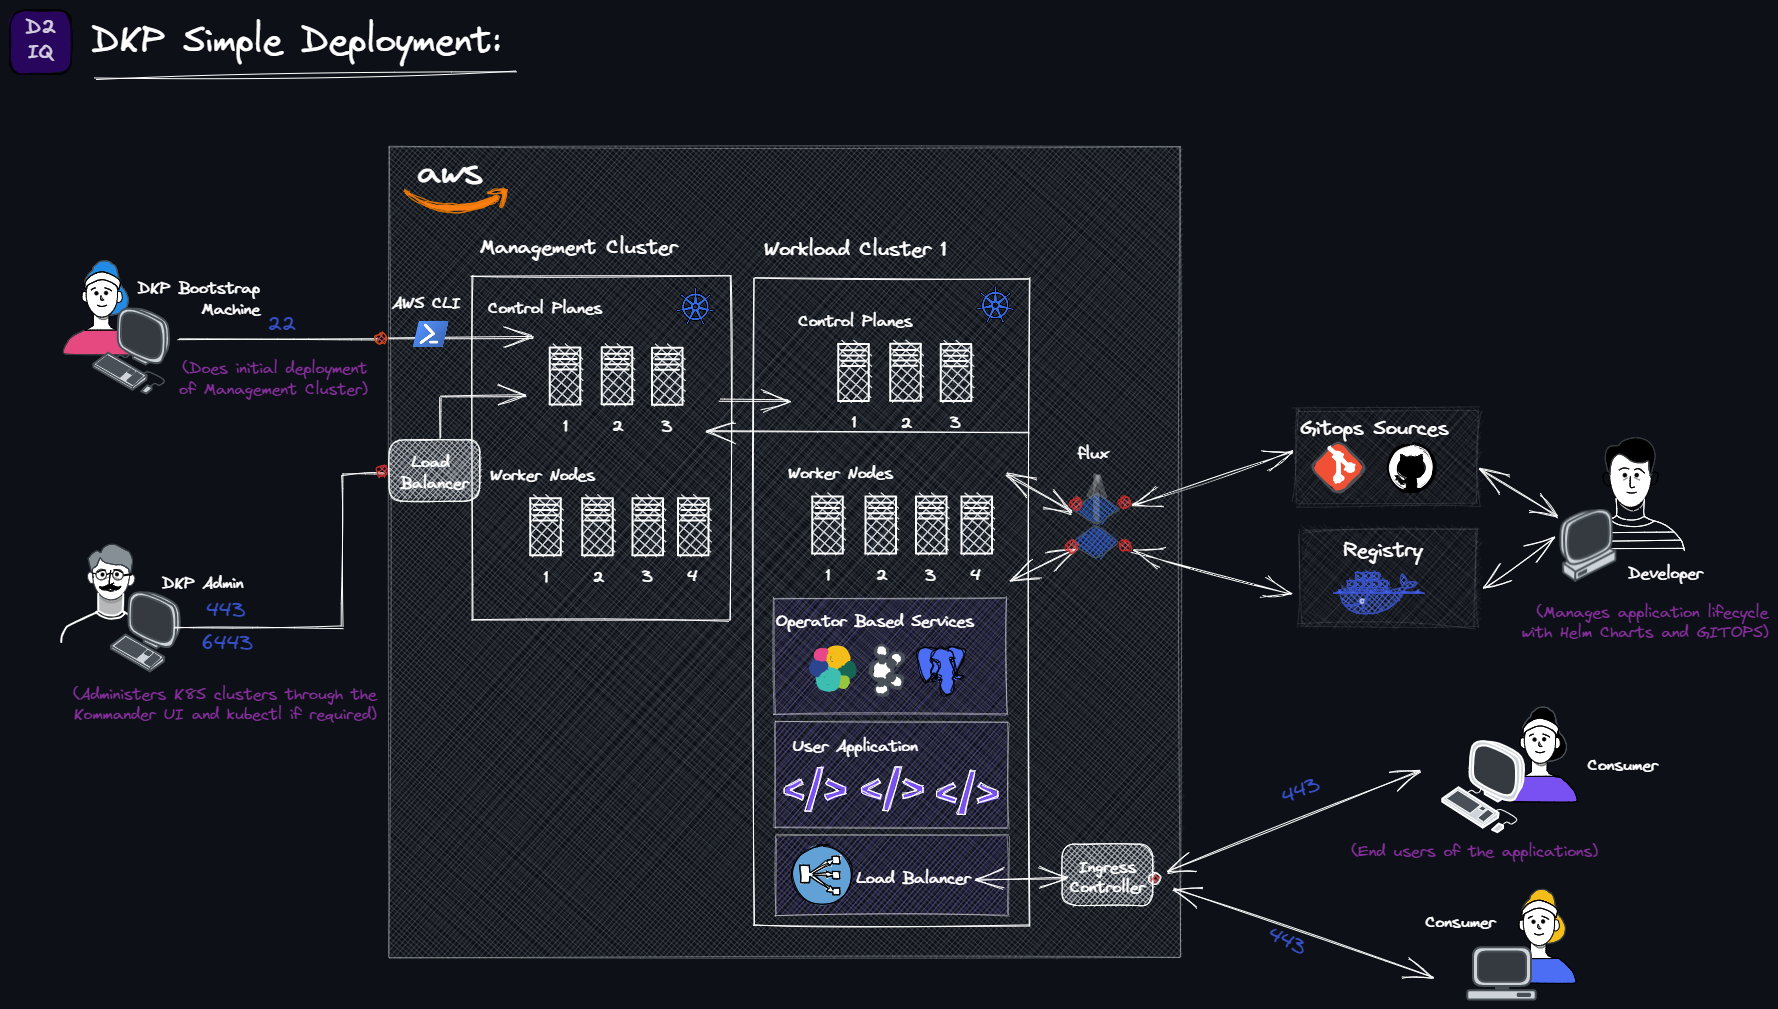 D2
IQ
DKP Simple Deployment:
aws
Management Cluster
Workload Cluster 1
DKP Bootstrap
Machine
22
(Does initial deployment
of Management Cluster)
AWS CLI
Control Planes
1 2 3
Load
Balancer
Worker Nodes
1 2 3 4
DKP Admin
443
6443
(Administers K8S clusters through the
Kommander UI and kubectl if required)
Control Planes
1 2 3
Worker Nodes
1 2 3 4
Operator Based Services
User Application
</> </> </>
Load Balancer
flux
Ingress
Controller
Gitops Sources
Registry
Developer
(Manages application lifecycle
with Helm Charts and GITOPS)
443
Consumer
(End users of the applications)
443
Consumer